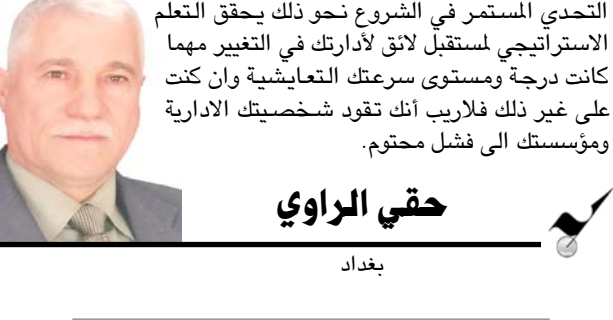 التحدي المستمر في الشروع نحو ذلك يحقق التعلم
الاستراتيجي لمستقبل لائق لأدارتك في التغيير مهما
كانت درجة ومستوى سرعتك التعايشية وان كنت
على غير ذلك فلاريب أنك تقود شخصيتك الادارية
ومؤسستك الى فشل محتوم.
حقي الراوي
بغداد